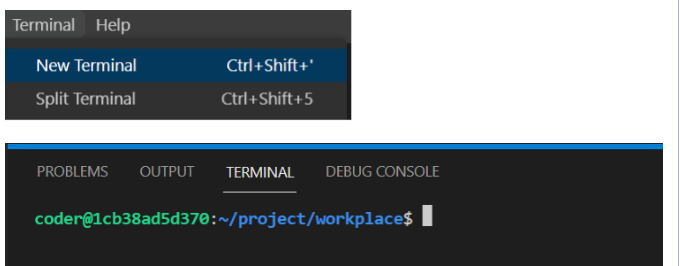 Terminal Help
New Terminal Ctrl+Shift+'
Split Terminal Ctrl+Shift+5
PROBLEMS OUTPUT TERMINAL DEBUG CONSOLE
coder@1cb38ad5d370:~/project/workplace$